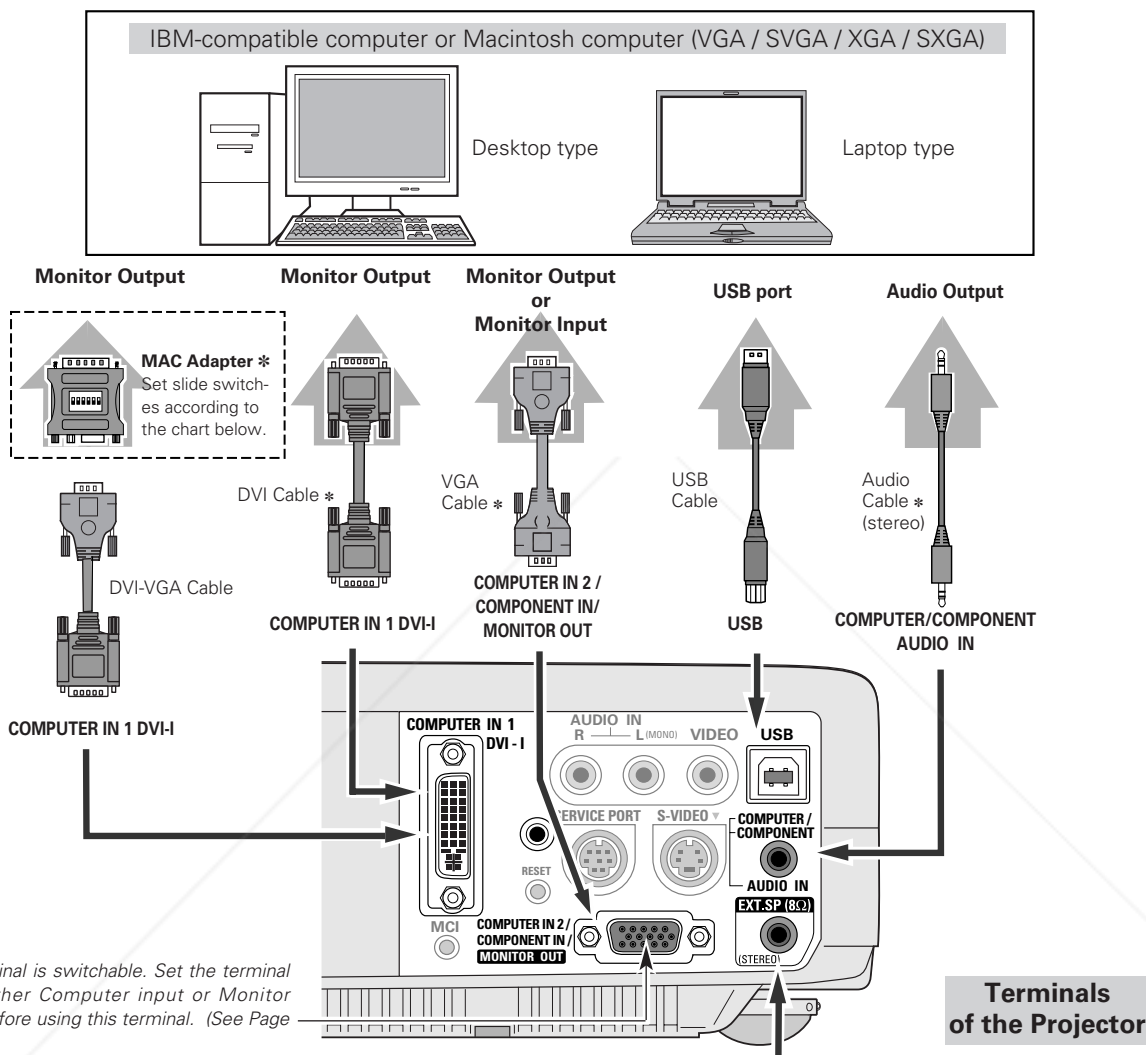 IBM-compatible computer or Macintosh computer (VGA / SVGA / XGA / SXGA)
Desktop type
Laptop type
Monitor Output
Monitor Output
Monitor Output
or
Monitor Input
USB port
Audio Output
MAC Adapter ✻
Set slide switch-
es according to
the chart below.
DVI Cable ✻
VGA
Cable ✻
USB
Cable
Audio
Cable ✻
(stereo)
DVI-VGA Cable
COMPUTER IN 1 DVI-I
COMPUTER IN 2 /
COMPONENT IN/
MONITOR OUT
USB
COMPUTER/COMPONENT
AUDIO IN
COMPUTER IN 1 DVI-I
COMPUTER IN 1
DVI - I
AUDIO IN
R L (MONO)
VIDEO
USB
SERVICE PORT
S-VIDEO ▼
COMPUTER /
COMPONENT
AUDIO IN
RESET
MCI
COMPUTER IN 2 /
COMPONENT IN /
MONITOR OUT
EXT.SP (8Ω)
(STEREO)
is switchable. Set the terminal
Computer input or Monitor
before using this terminal. (See Page
Terminals
of the Projector